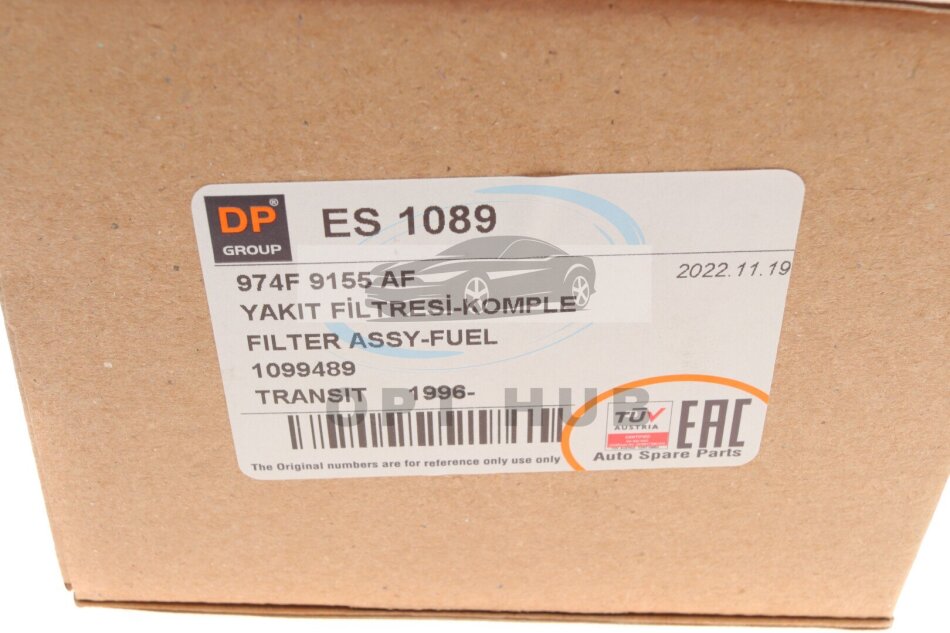 DP®
GROUP
ES 1089
974F 9155 AF
2022.11.19
YAKIT FİLTRESİ-KOMPLE
FILTER ASSY-FUEL
1099489
TRANSIT 1996-
OPT HUB
TÜV
AUSTRIA
EAC
Auto Spare Parts
The Original numbers are for reference only use only